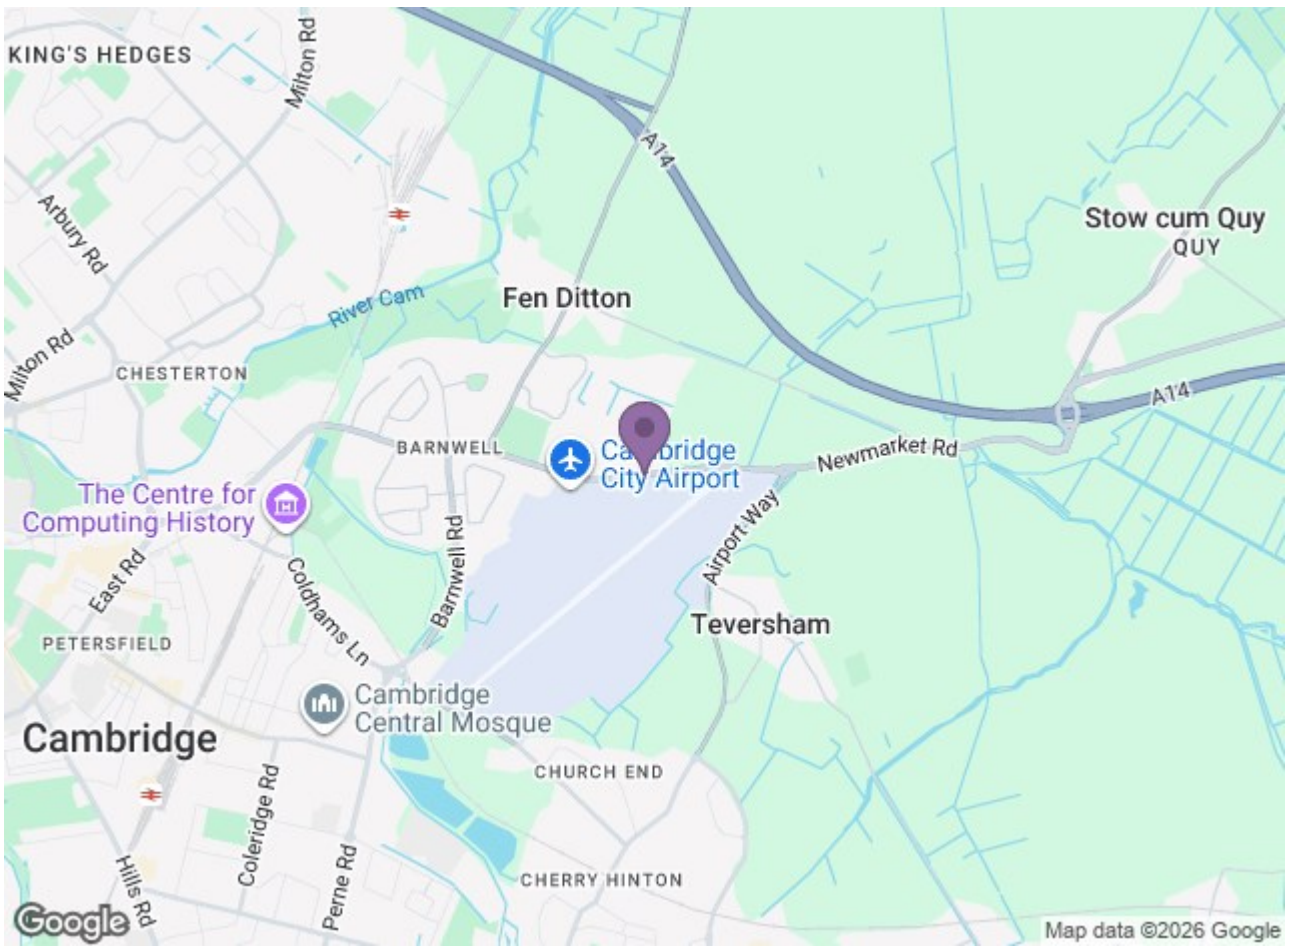 KING'S HEDGES
Milton Rd
A14
Arbury Rd
Stow cum Quy
QUY
River Cam
Fen Ditton
Milton Rd
CHESTERTON
A14
BARNWELL
Cambridge
City Airport
Newmarket Rd
The Centre for
Computing History
Airport Way
Barnwell Rd
East Rd
Coldhams Ln
Teversham
PETERSFIELD
Cambridge
Central Mosque
Cambridge
CHURCH END
Coleridge Rd
Perne Rd
Hills Rd
CHERRY HINTON
Google
Map data ©2026 Google